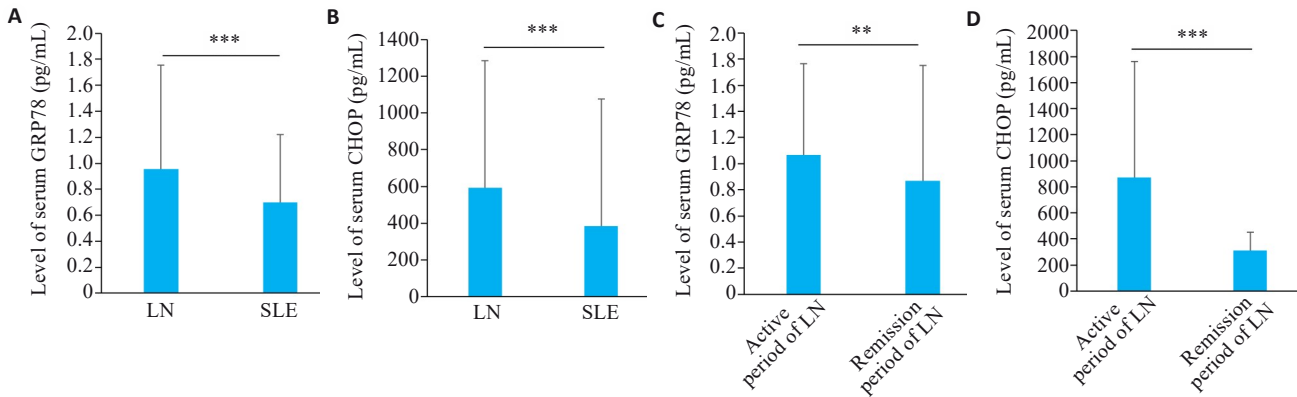 A
Level of serum GRP78 (pg/mL)
2.0
1.8
1.6
1.4
1.2
1.0
0.8
0.6
0.4
0.2
0
***
LN
SLE
B
Level of serum CHOP (pg/mL)
1400
1200
1000
800
600
400
200
0
***
LN
SLE
C
Level of serum GRP78 (pg/mL)
2.0
1.8
1.6
1.4
1.2
1.0
0.8
0.6
0.4
0.2
0
**
Active
period of LN
Remission
period of LN
D
Level of serum CHOP (pg/mL)
2000
1800
1600
1400
1200
1000
800
600
400
200
0
***
Active
period of LN
Remission
period of LN